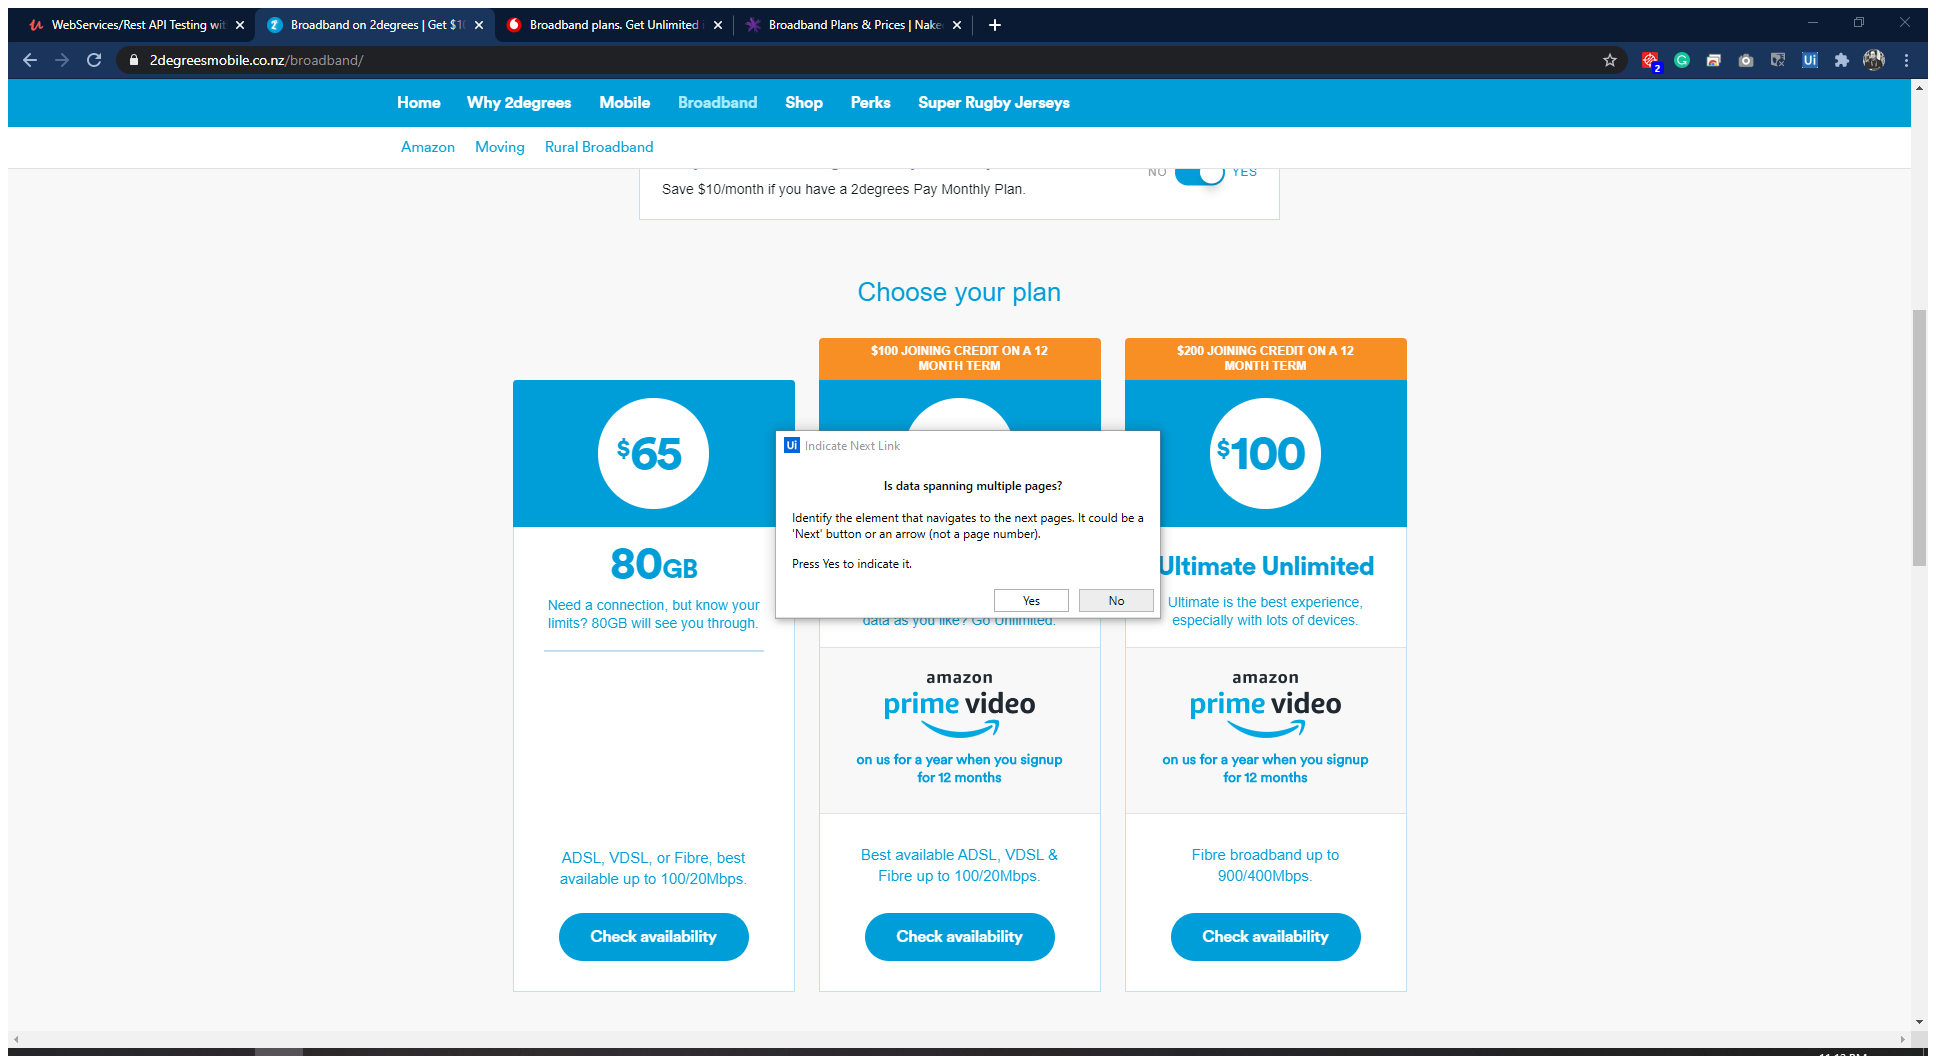 WebServices/Rest API Testing wit
Broadband on 2degrees | Get $10
Broadband plans. Get Unlimited
Broadband Plans & Prices | Nake
2degreesmobile.co.nz/broadband/
2
Ui
Home Why 2degrees Mobile Broadband Shop Perks Super Rugby Jerseys
Amazon Moving Rural Broadband
NO YES
Save $10/month if you have a 2degrees Pay Monthly Plan.
Choose your plan
$65
80GB
Need a connection, but know your
limits? 80GB will see you through.
ADSL, VDSL, or Fibre, best
available up to 100/20Mbps.
Check availability
$100 JOINING CREDIT ON A 12
MONTH TERM
Ui Indicate Next Link
Is data spanning multiple pages?
Identify the element that navigates to the next pages. It could be a
'Next' button or an arrow (not a page number).
Press Yes to indicate it.
Yes No
data as you like? Go Unlimited.
amazon
prime video
on us for a year when you signup
for 12 months
Best available ADSL, VDSL &
Fibre up to 100/20Mbps.
Check availability
$200 JOINING CREDIT ON A 12
MONTH TERM
$100
Ultimate Unlimited
Ultimate is the best experience,
especially with lots of devices.
amazon
prime video
on us for a year when you signup
for 12 months
Fibre broadband up to
900/400Mbps.
Check availability